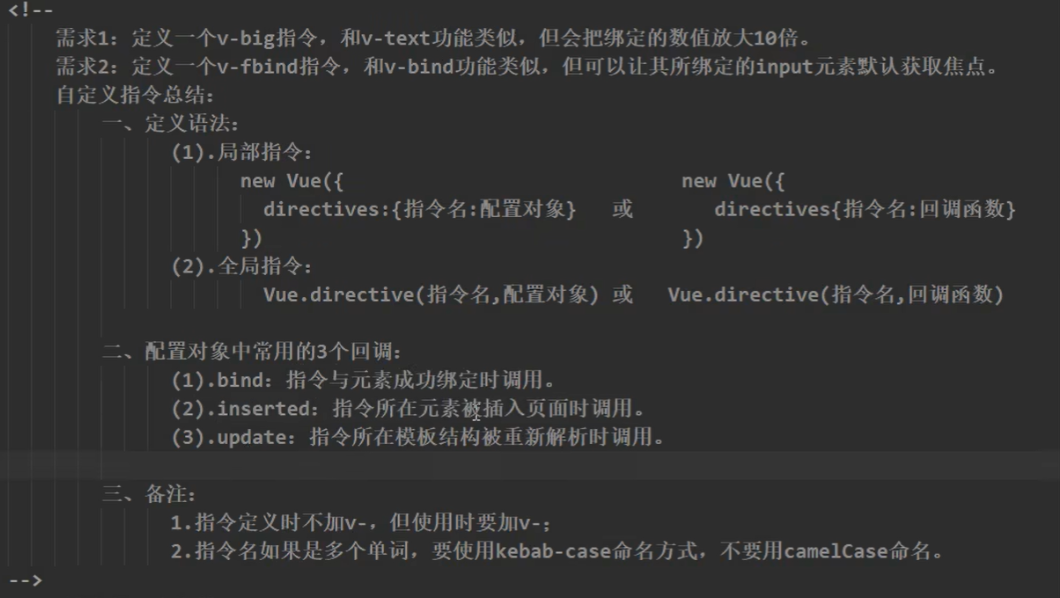 <!--
需求1：定义一个v-big指令，和v-text功能类似，但会把绑定的数值放大10倍。
需求2：定义一个v-fbind指令，和v-bind功能类似，但可以让其所绑定的input元素默认获取焦点。
自定义指令总结：
一、定义语法：
(1).局部指令：
new Vue({ new Vue({
directives:{指令名:配置对象} 或 directives{指令名:回调函数}
}) })
(2).全局指令：
Vue.directive(指令名,配置对象) 或 Vue.directive(指令名,回调函数)
二、配置对象中常用的3个回调：
(1).bind：指令与元素成功绑定时调用。
(2).inserted：指令所在元素被插入页面时调用。
(3).update：指令所在模板结构被重新解析时调用。
三、备注：
1.指令定义时不加v-，但使用时要加v-；
2.指令名如果是多个单词，要使用kebab-case命名方式，不要用camelCase命名。
-->